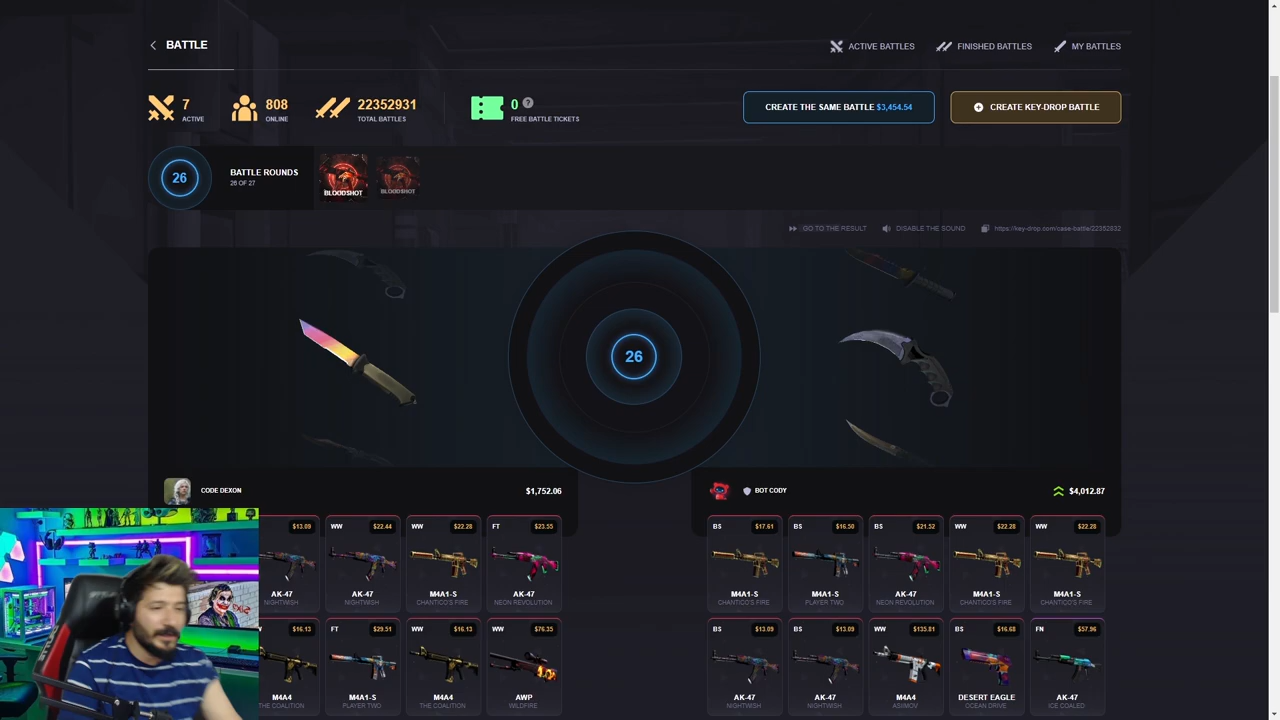 BATTLE
ACTIVE BATTLES
FINISHED BATTLES
MY BATTLES
7
ACTIVE
808
ONLINE
22352931
TOTAL BATTLES
0 ?
FREE BATTLE TICKETS
CREATE THE SAME BATTLE $3,454.54
CREATE KEY-DROP BATTLE
26
BATTLE ROUNDS
26 OF 27
BLOODSHOT
BLOODSHOT
GO TO THE RESULT
DISABLE THE SOUND
https://key-drop.com/case-battle/22352832
26
CODE DEXON
$1,752.06
BOT CODY
$4,012.87
$13.09
AK-47
NIGHTWISH
WW $22.44
AK-47
NIGHTWISH
WW $22.28
M4A1-S
CHANTICO'S FIRE
FT $23.55
AK-47
NEON REVOLUTION
BS $17.61
M4A1-S
CHANTICO'S FIRE
BS $16.50
M4A1-S
PLAYER TWO
BS $21.52
AK-47
NEON REVOLUTION
WW $22.28
M4A1-S
CHANTICO'S FIRE
WW $22.28
M4A1-S
CHANTICO'S FIRE
$16.13
M4A4
THE COALITION
FT $29.51
M4A1-S
PLAYER TWO
WW $16.13
M4A4
THE COALITION
WW $76.35
AWP
WILDFIRE
BS $13.09
AK-47
NIGHTWISH
BS $13.09
AK-47
NIGHTWISH
WW $135.81
M4A4
ASIIMOV
BS $16.68
DESERT EAGLE
OCEAN DRIVE
FN $57.96
AK-47
ICE COALED